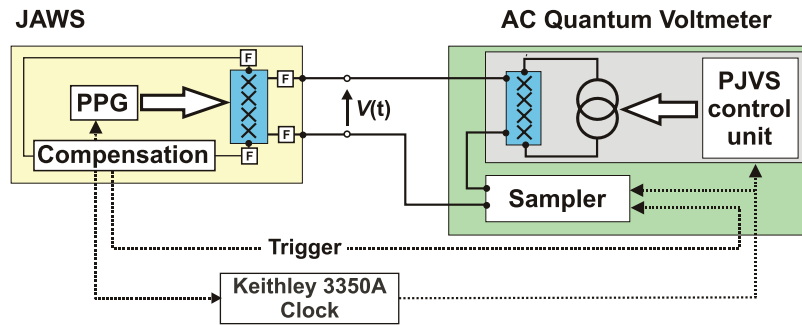 JAWS
AC Quantum Voltmeter
F
PPG
F
V(t)
F
F
Compensation
PJVS
control
unit
Sampler
Trigger
Keithley 3350A
Clock